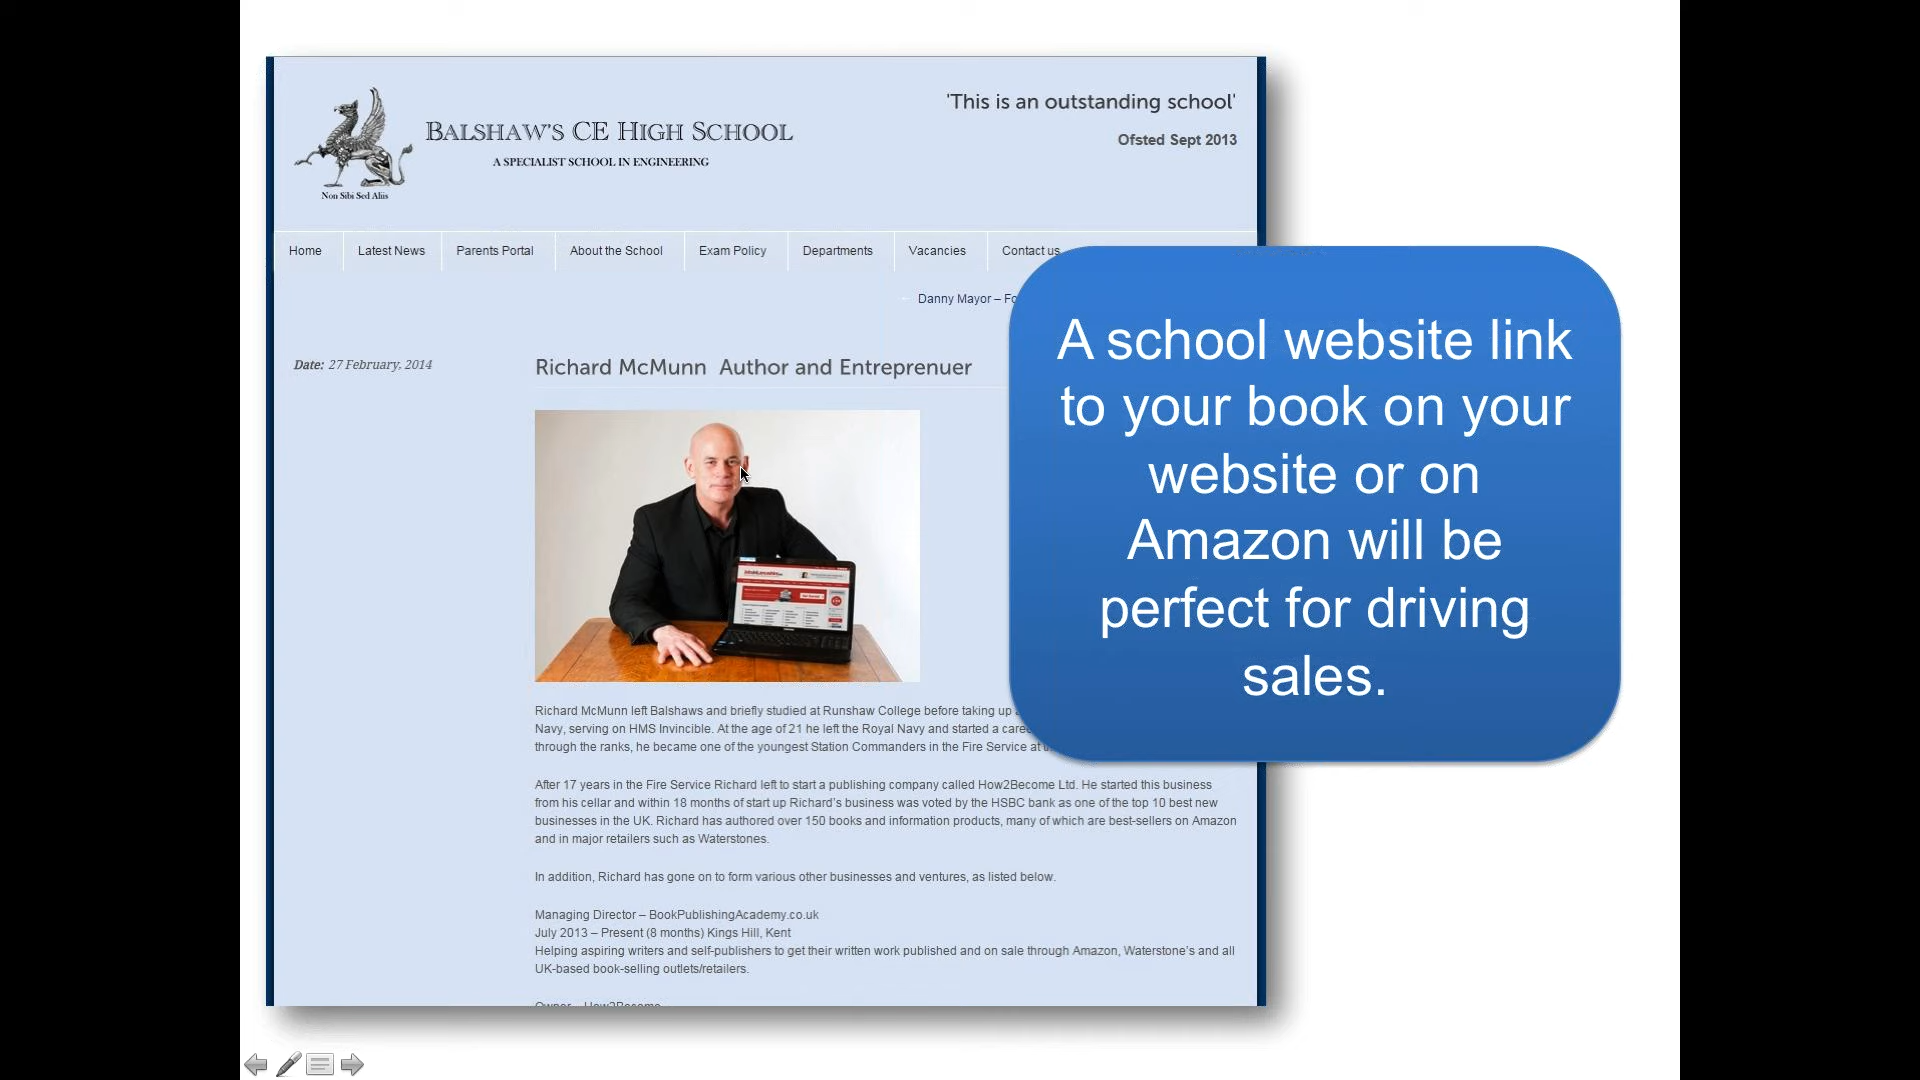 'This is an outstanding school'
BALSHAW'S CE HIGH SCHOOL
Ofsted Sept 2013
A SPECIALIST SCHOOL IN ENGINEERING
Non Sibi Sed Aliis
Home Latest News Parents Portal About the School Exam Policy Departments Vacancies Contact us
← Danny Mayor – Fo
Date: 27 February, 2014
Richard McMunn Author and Entreprenuer
A school website link
to your book on your
website or on
Amazon will be
perfect for driving
sales.
Richard McMunn left Balshaws and briefly studied at Runshaw College before taking up
Navy, serving on HMS Invincible. At the age of 21 he left the Royal Navy and started a
through the ranks, he became one of the youngest Station Commanders in the Fire Service at
After 17 years in the Fire Service Richard left to start a publishing company called How2Become Ltd. He started this business
from his cellar and within 18 months of start up Richard's business was voted by the HSBC bank as one of the top 10 best new
businesses in the UK. Richard has authored over 150 books and information products, many of which are best-sellers on Amazon
and in major retailers such as Waterstones.
In addition, Richard has gone on to form various other businesses and ventures, as listed below.
Managing Director – BookPublishingAcademy.co.uk
July 2013 – Present (8 months) Kings Hill, Kent
Helping aspiring writers and self-publishers to get their written work published and on sale through Amazon, Waterstone's and all
UK-based book-selling outlets/retailers.
Owner – How2Become